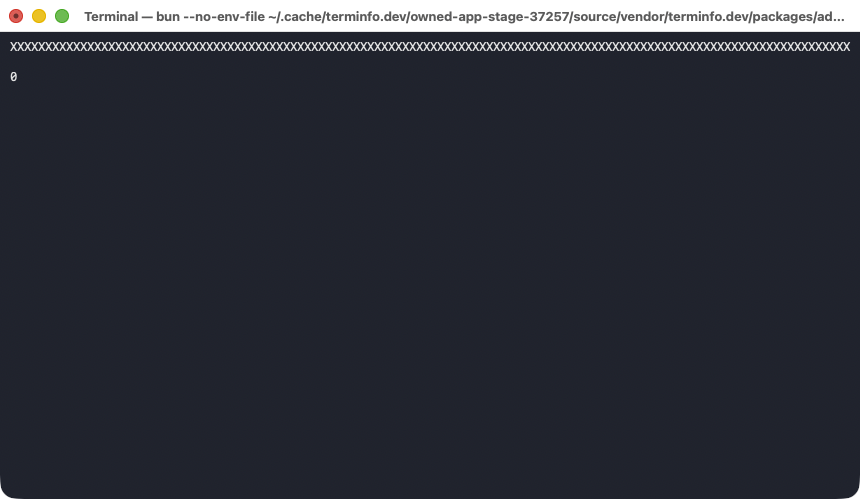 Terminal — bun --no-env-file ~/.cache/terminfo.dev/owned-app-stage-37257/source/vendor/terminfo.dev/packages/ad...
XXXXXXXXXXXXXXXXXXXXXXXXXXXXXXXXXXXXXXXXXXXXXXXXXXXXXXXXXXXXXXXXXXXXXXXXXXXXXXXXXXXXXXXXXXXXXXXXXXXXXXXXXXXXXXXXXXXXXXXX
0